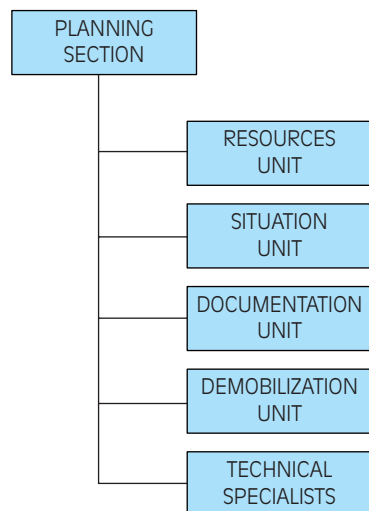 PLANNING
SECTION
RESOURCES
UNIT
SITUATION
UNIT
DOCUMENTATION
UNIT
DEMOBILIZATION
UNIT
TECHNICAL
SPECIALISTS